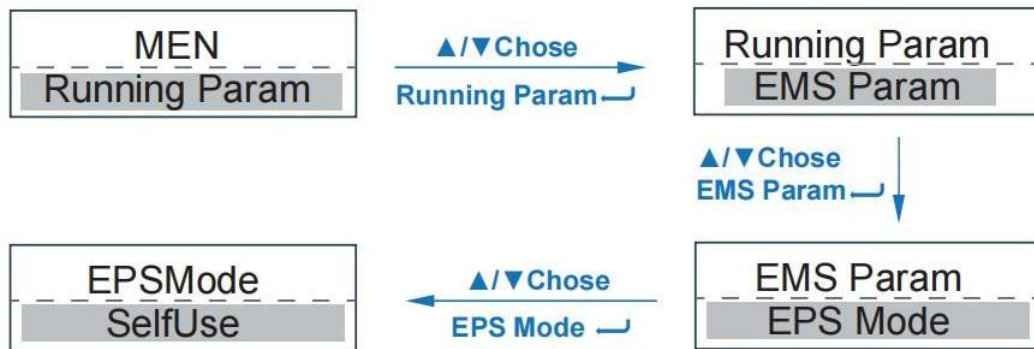 MEN
Running Param
▲/▼Chose
Running Param↵
Running Param
EMS Param
▲/▼Chose
EMS Param↵
EMS Param
EPS Mode
▲/▼Chose
EPS Mode ↵
EPSMode
SelfUse